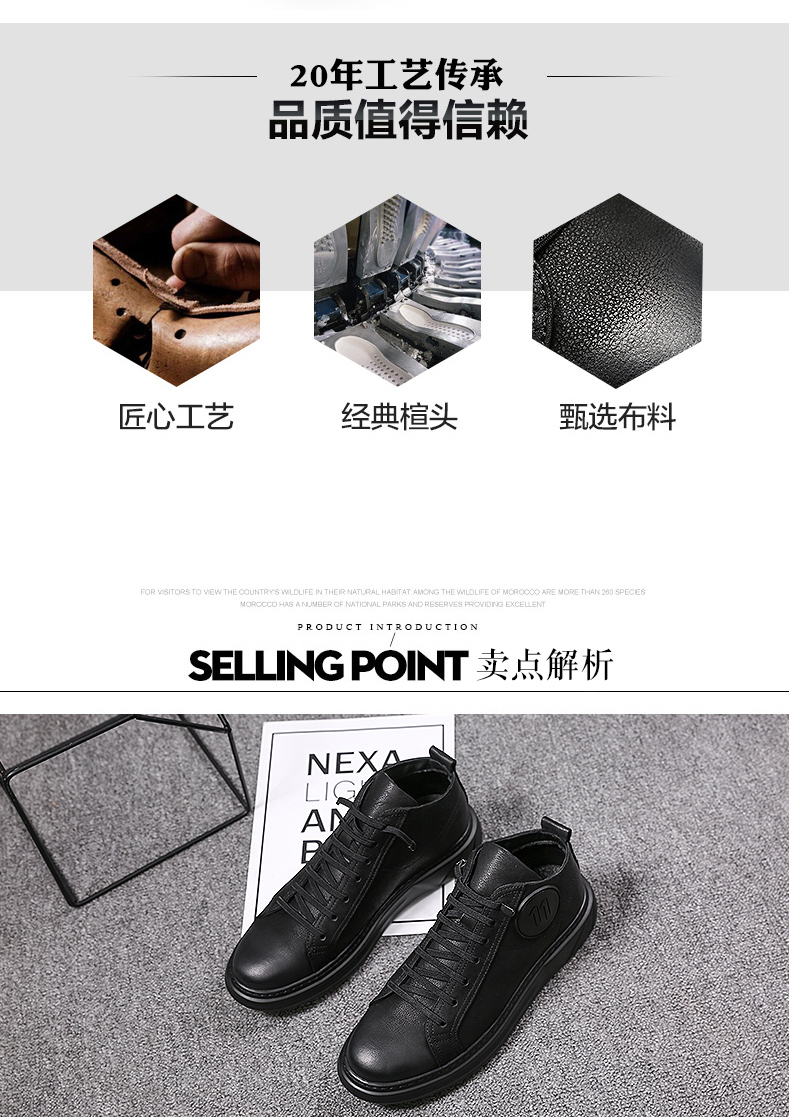 20年工艺传承
品质值得信赖
匠心工艺
经典楦头
甄选布料
FOR VISITORS TO VIEW THE COUNTRY'S WILDLIFE IN THEIR NATURAL HABITAT AMONG THE WILDLIFE OF MOROCCO ARE MORE THAN 260 SPECIES
MOROCCO HAS A NUMBER OF NATIONAL PARKS AND RESERVES PROVIDING EXCELLENT
PRODUCT INTRODUCTION
/
SELLING POINT 卖点解析
NEXA
LIG
AN
B